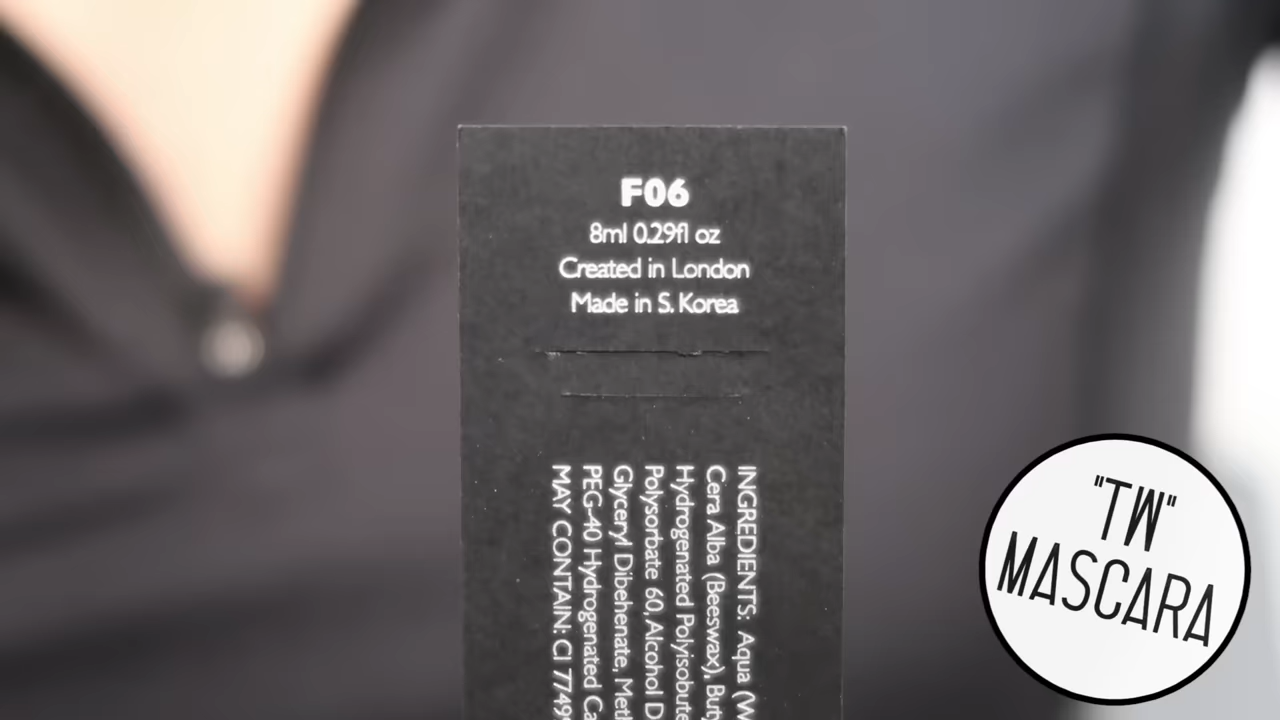 F06
8ml 0.29fl oz
Created in London
Made in S. Korea
INGREDIENTS: Aqua
Cera Alba (Beeswax),
Hydrogenated
Polysorbate 60, Alcohol
Glyceryl Dibehenate,
PEG-40 Hydrogenated
MAY CONTAIN: CI
"TW"
MASCARA